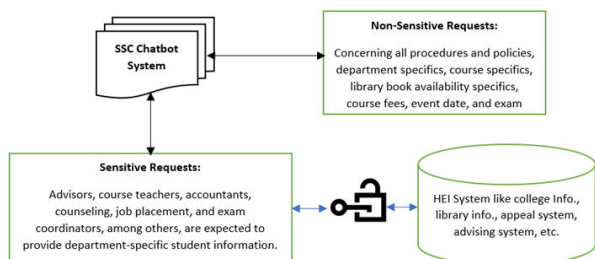 SSC Chatbot
System
Non-Sensitive Requests:
Concerning all procedures and policies,
department specifics, course specifics,
library book availability specifics,
course fees, event date, and exam
Sensitive Requests:
Advisors, course teachers, accountants,
counseling, job placement, and exam
coordinators, among others, are expected to
provide department-specific student information.
HEI System like college Info.,
library info., appeal system,
advising system, etc.